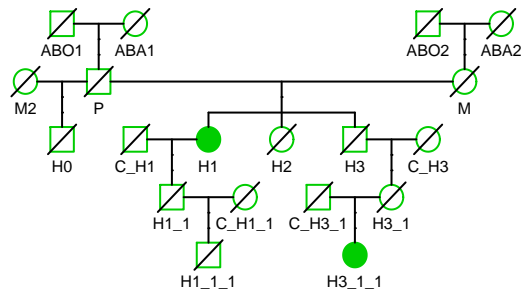 ABO1 ABA1 ABO2 ABA2
M2 P M
H0 C_H1 H1 H2 H3 C_H3
H1_1 C_H1_1 C_H3_1 H3_1
H1_1_1 H3_1_1